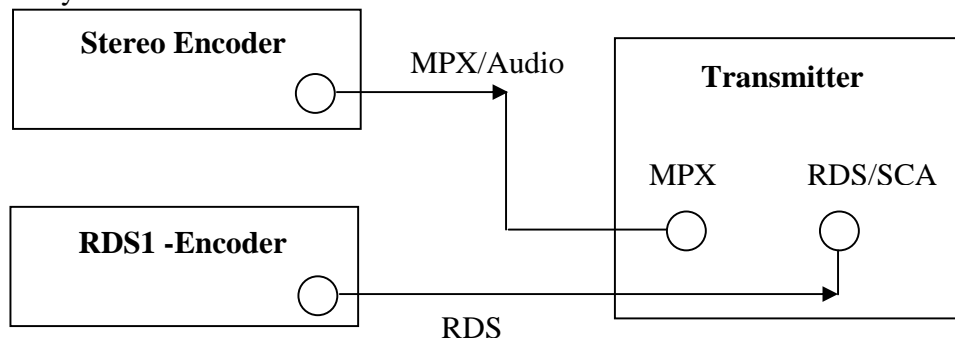 Stereo Encoder
MPX/Audio
Transmitter
MPX RDS/SCA
RDS1 -Encoder
RDS